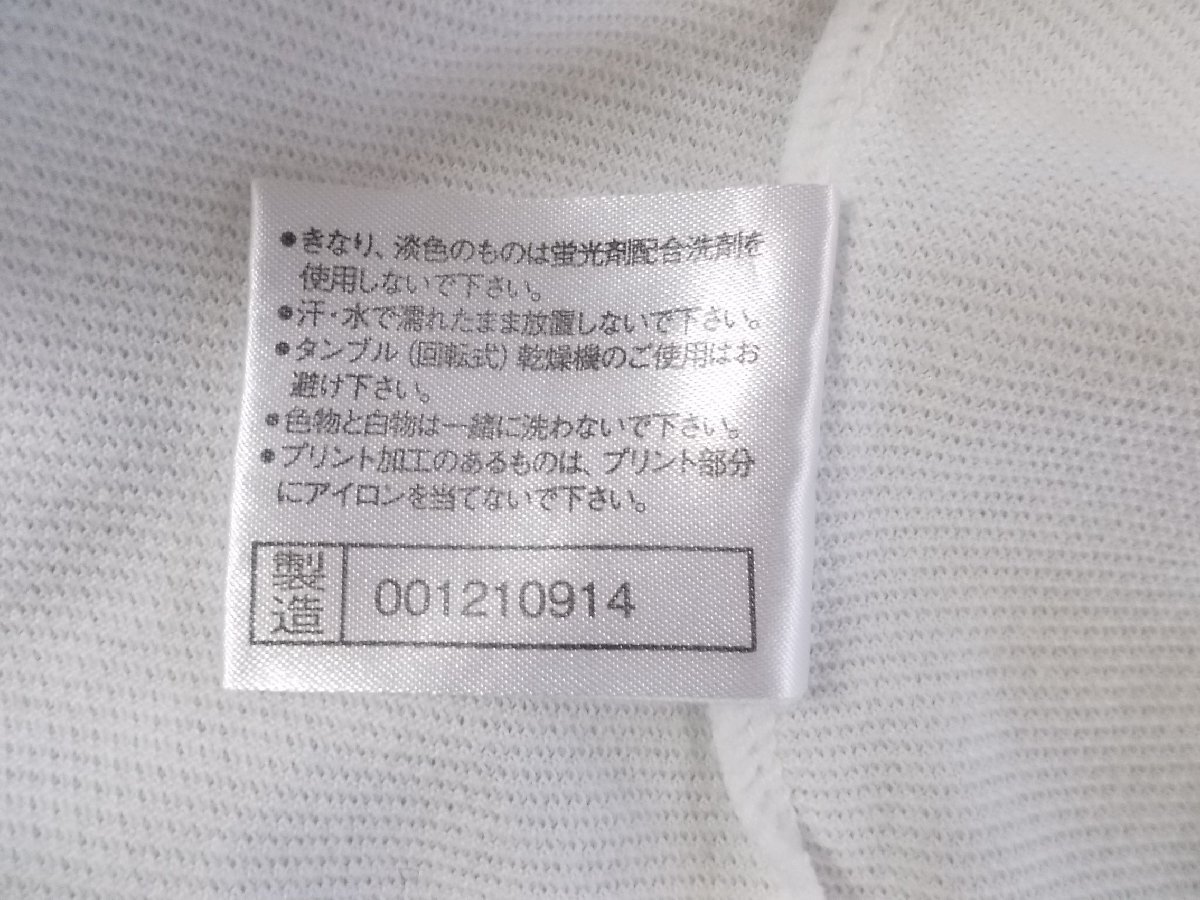 ●きなり、淡色のものは蛍光剤配合洗剤を
使用しないで下さい。
●汗・水で濡れたまま放置しないで下さい。
●タンブル(回転式)乾燥機のご使用はお
避け下さい。
●色物と白物は一緒に洗わないで下さい。
●プリント加工のあるものは、プリント部分
にアイロンを当てないで下さい。
製造 001210914